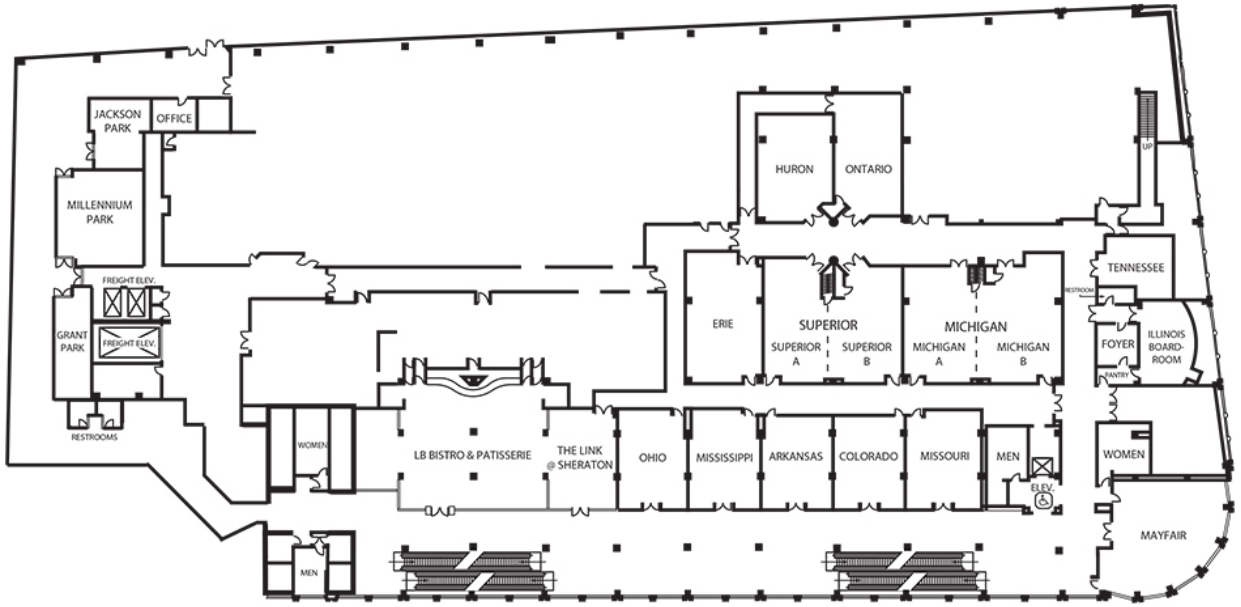 JACKSON
PARK
OFFICE
MILLENNIUM
PARK
FREIGHT ELEV.
GRANT
PARK
FREIGHT ELEV.
RESTROOMS
WOMEN
MEN
LB BISTRO & PATISSERIE
THE LINK
@ SHERATON
HURON
ONTARIO
UP
ERIE
SUPERIOR
SUPERIOR
A
SUPERIOR
B
MICHIGAN
MICHIGAN
A
MICHIGAN
B
TENNESSEE
RESTROOM
FOYER
PANTRY
ILLINOIS
BOARD-
ROOM
OHIO
MISSISSIPPI
ARKANSAS
COLORADO
MISSOURI
MEN
ELEV.
WOMEN
MAYFAIR